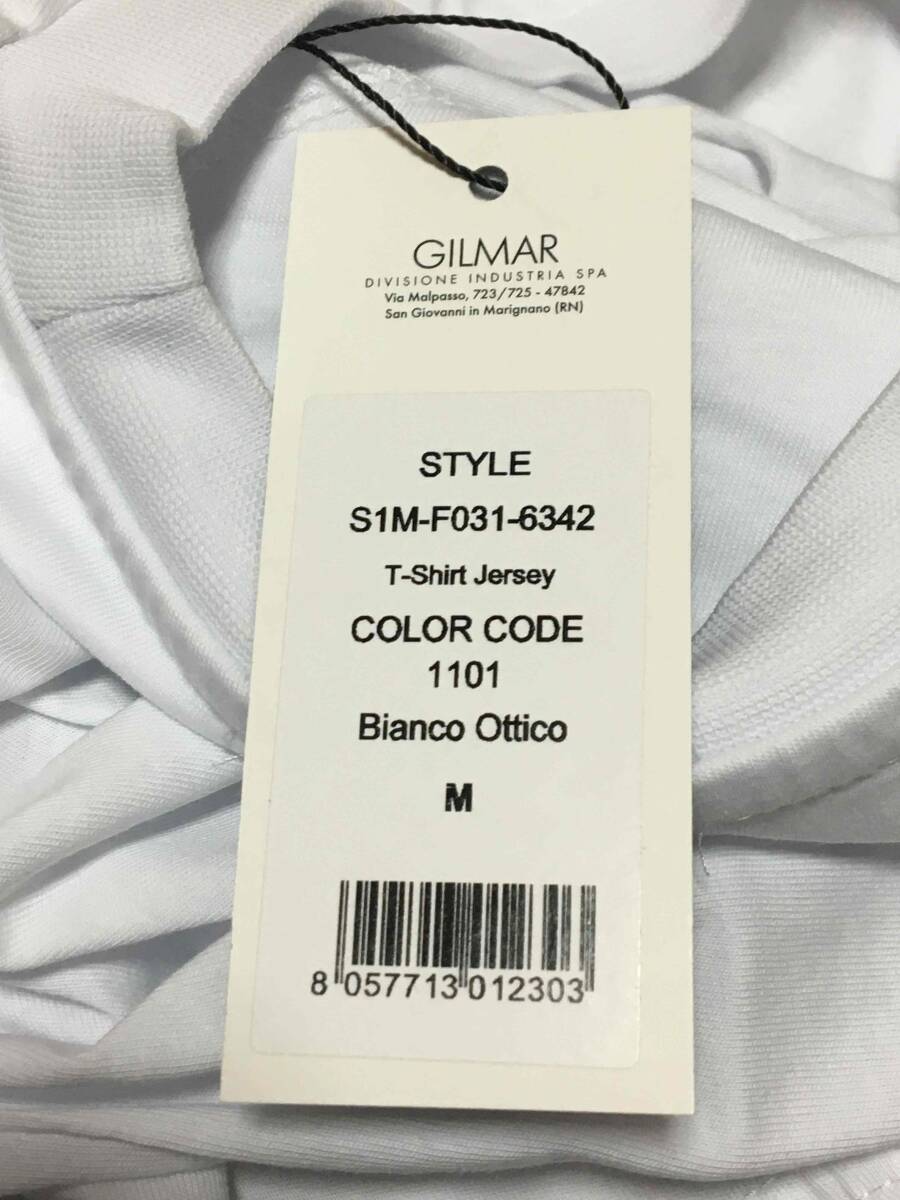 GILMAR
DIVISIONE INDUSTRIA SPA
Via Malpasso, 723/725 - 47842
San Giovanni in Marignano (RN)
STYLE
S1M-F031-6342
T-Shirt Jersey
COLOR CODE
1101
Bianco Ottico
M
8 057713 012303